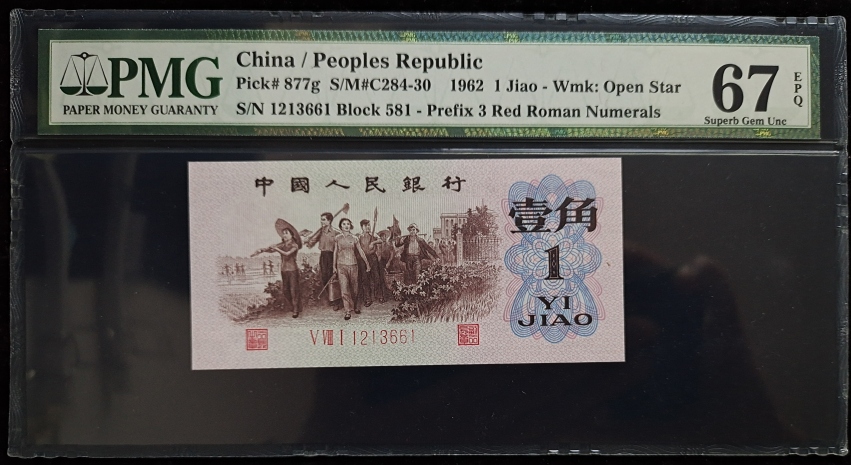 PMG
PAPER MONEY GUARANTY
China / Peoples Republic
Pick# 877g S/M#C284-30 1962 1 Jiao - Wmk: Open Star
S/N 1213661 Block 581 - Prefix 3 Red Roman Numerals
67
EPQ
Superb Gem Unc
中國人民銀行
壹角
1
YI
JIAO
V VIII I 1213661